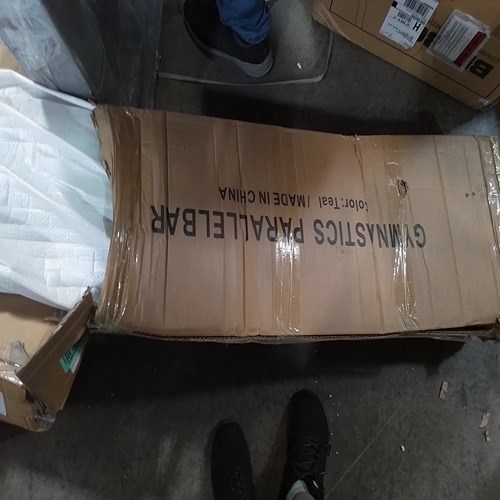 GYMNASTICS PARALLELBAR
Color:Teal / MADE IN CHINA